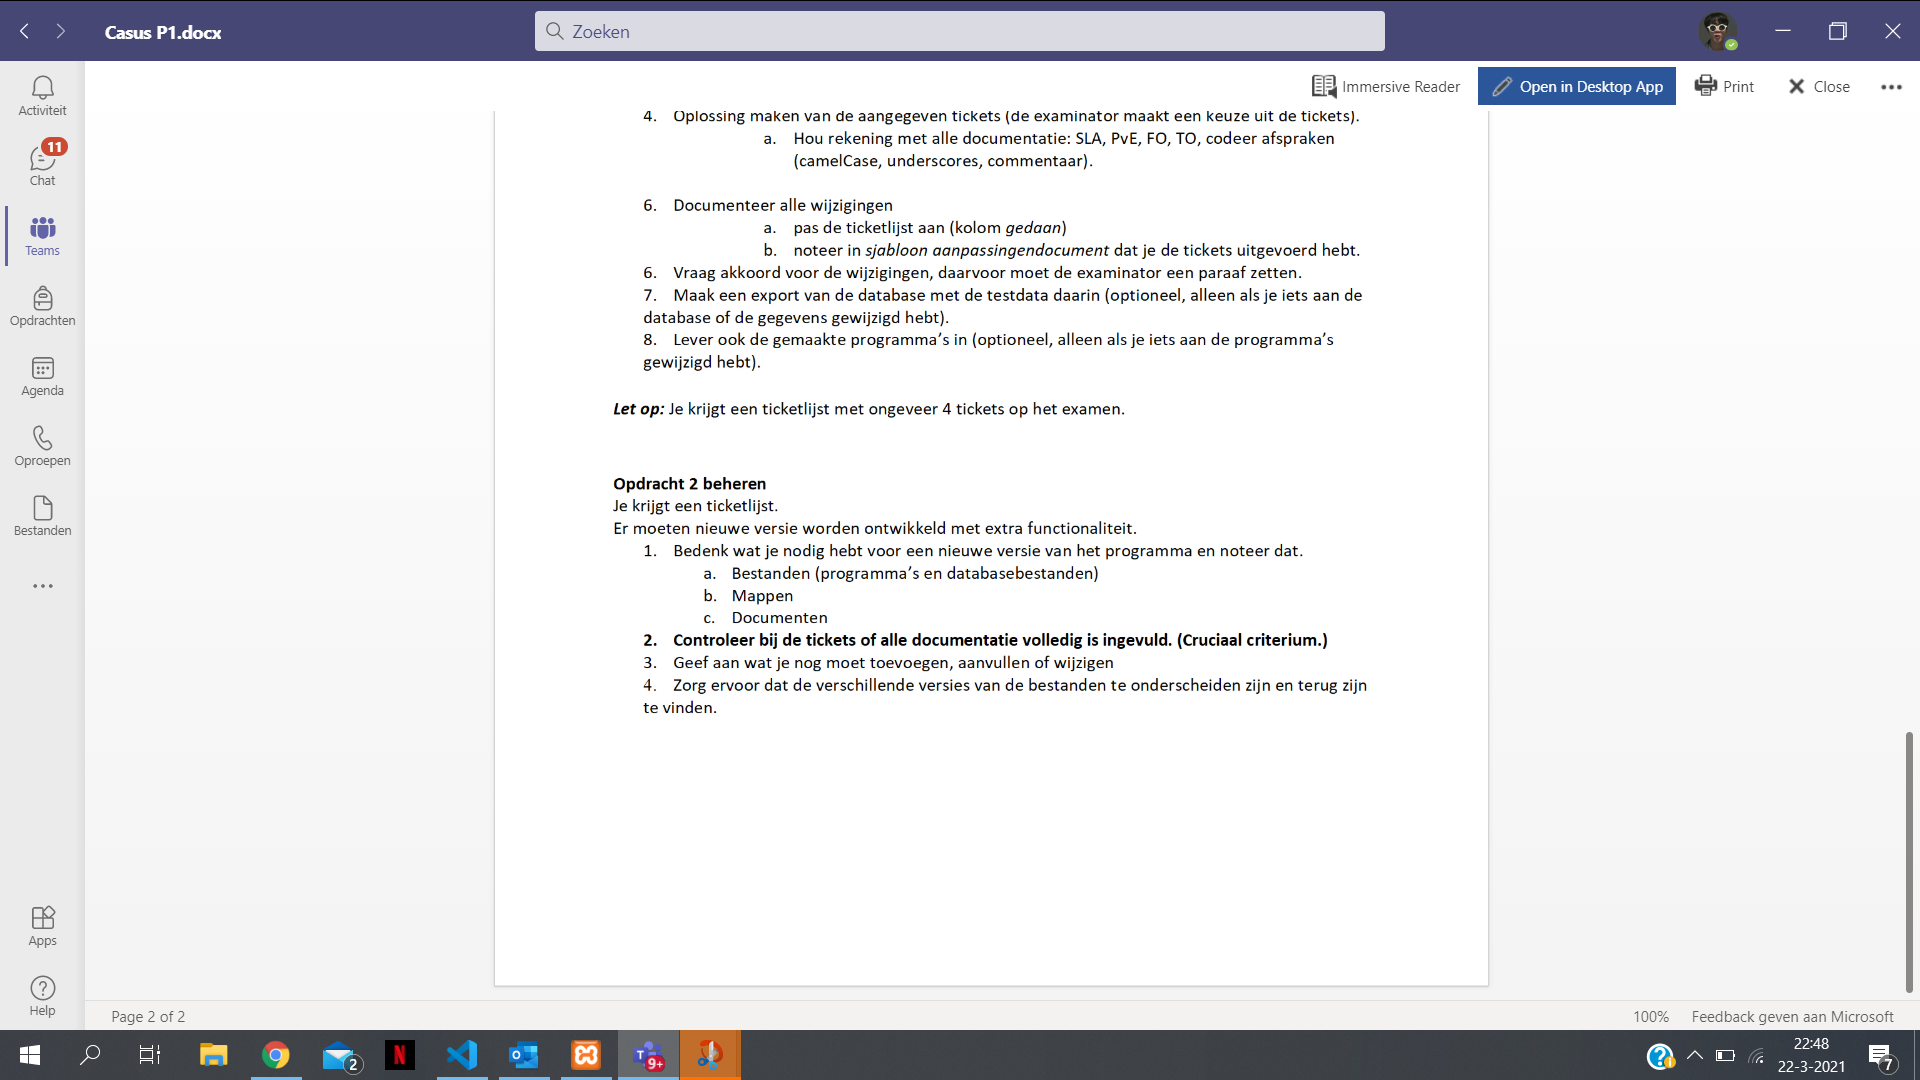 Casus P1.docx
Zoeken
Immersive Reader
Open in Desktop App
Print
Close
Activiteit
11
Chat
Teams
Opdrachten
Agenda
Oproepen
Bestanden
Apps
Help
4. Oplossing maken van de aangegeven tickets (de examinator maakt een keuze uit de tickets).
a. Hou rekening met alle documentatie: SLA, PvE, FO, TO, codeer afspraken
(camelCase, underscores, commentaar).
6. Documenteer alle wijzigingen
a. pas de ticketlijst aan (kolom gedaan)
b. noteer in sjabloon aanpassingendocument dat je de tickets uitgevoerd hebt.
6. Vraag akkoord voor de wijzigingen, daarvoor moet de examinator een paraaf zetten.
7. Maak een export van de database met de testdata daarin (optioneel, alleen als je iets aan de
database of de gegevens gewijzigd hebt).
8. Lever ook de gemaakte programma’s in (optioneel, alleen als je iets aan de programma’s
gewijzigd hebt).
Let op: Je krijgt een ticketlijst met ongeveer 4 tickets op het examen.
Opdracht 2 beheren
Je krijgt een ticketlijst.
Er moeten nieuwe versie worden ontwikkeld met extra functionaliteit.
1. Bedenk wat je nodig hebt voor een nieuwe versie van het programma en noteer dat.
a. Bestanden (programma’s en databasebestanden)
b. Mappen
c. Documenten
2. Controleer bij de tickets of alle documentatie volledig is ingevuld. (Cruciaal criterium.)
3. Geef aan wat je nog moet toevoegen, aanvullen of wijzigen
4. Zorg ervoor dat de verschillende versies van de bestanden te onderscheiden zijn en terug zijn
te vinden.
Page 2 of 2
100%
Feedback geven aan Microsoft
2
N
T
9+
22:48
22-3-2021
7